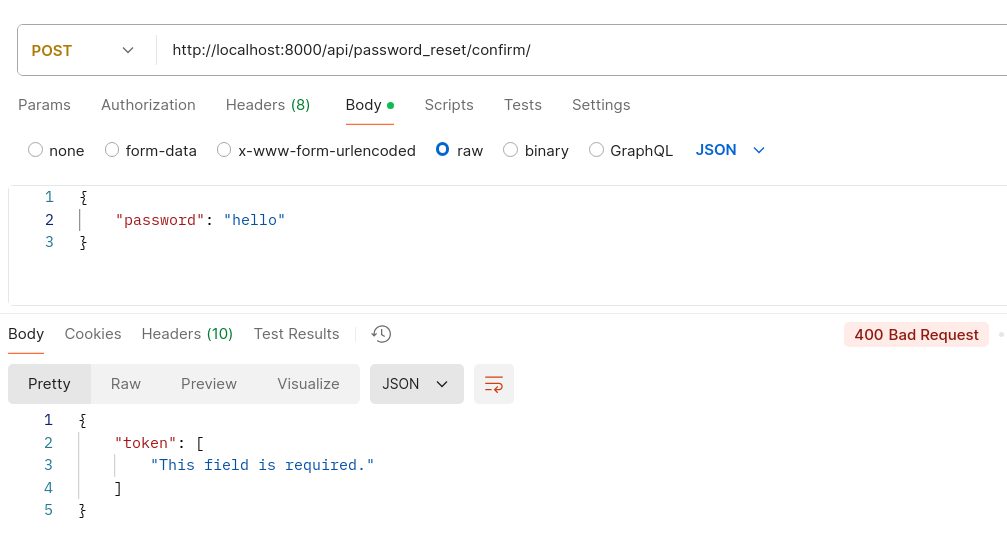 POST http://localhost:8000/api/password_reset/confirm/
Params Authorization Headers (8) Body Scripts Tests Settings
none form-data x-www-form-urlencoded raw binary GraphQL JSON
1 {
2 "password": "hello"
3 }
Body Cookies Headers (10) Test Results 400 Bad Request
Pretty Raw Preview Visualize JSON
1 {
2 "token": [
3 "This field is required."
4 ]
5 }